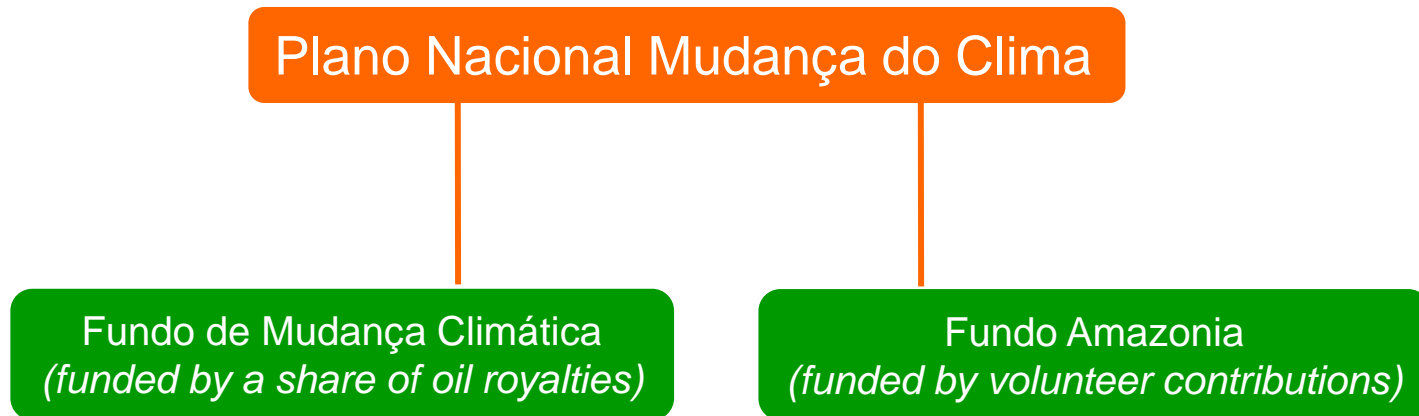 Plano Nacional Mudança do Clima
Fundo de Mudança Climática
(funded by a share of oil royalties)
Fundo Amazonia
(funded by volunteer contributions)